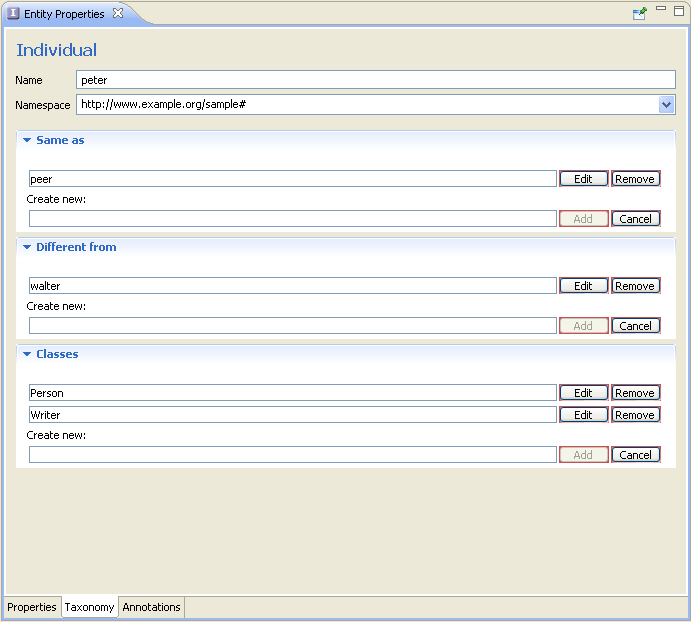 Entity Properties
Individual
Name peter
Namespace http://www.example.org/sample#
Same as
peer Edit Remove
Create new:
Add Cancel
Different from
walter Edit Remove
Create new:
Add Cancel
Classes
Person Edit Remove
Writer Edit Remove
Create new:
Add Cancel
Properties Taxonomy Annotations